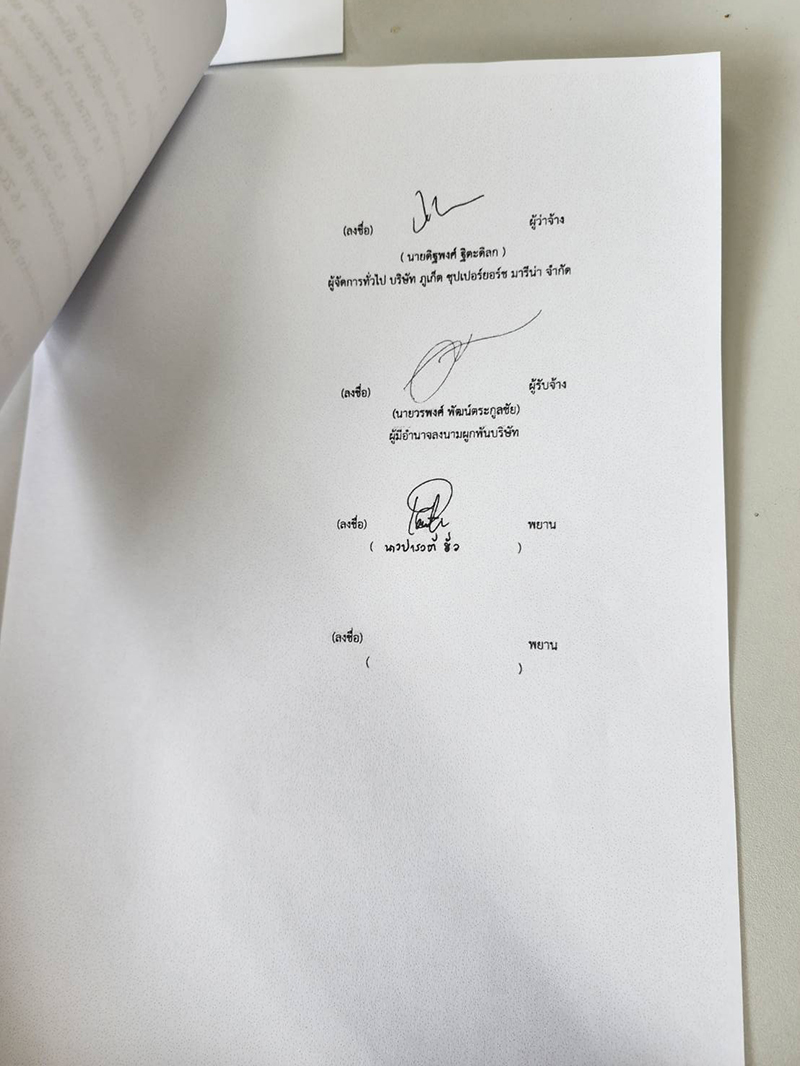 (ลงชื่อ) ผู้ว่าจ้าง
( นายดิฐพงศ์ ฐิตะดิลก )
ผู้จัดการทั่วไป บริษัท ภูเก็ต ซุปเปอร์ยอร์ช มารีน่า จำกัด
(ลงชื่อ) ผู้รับจ้าง
(นายวรพงศ์ พัฒน์ตระกูลชัย)
ผู้มีอำนาจลงนามผูกพันบริษัท
(ลงชื่อ) พยาน
( )
(ลงชื่อ) พยาน
( )